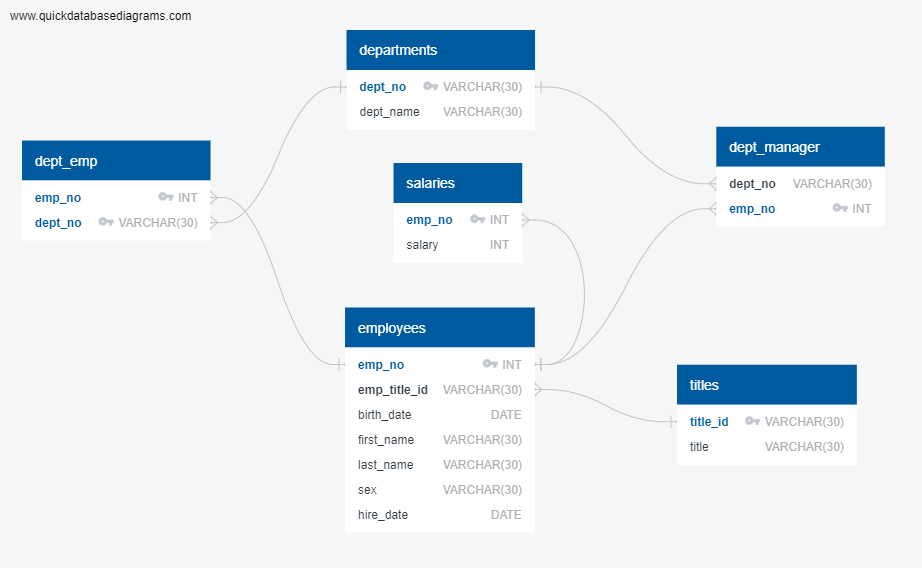 www.quickdatabasediagrams.com
departments
dept_no VARCHAR(30)
dept_name VARCHAR(30)
dept_emp
emp_no INT
dept_no VARCHAR(30)
salaries
emp_no INT
salary INT
dept_manager
dept_no VARCHAR(30)
emp_no INT
employees
emp_no INT
emp_title_id VARCHAR(30)
birth_date DATE
first_name VARCHAR(30)
last_name VARCHAR(30)
sex VARCHAR(30)
hire_date DATE
titles
title_id VARCHAR(30)
title VARCHAR(30)